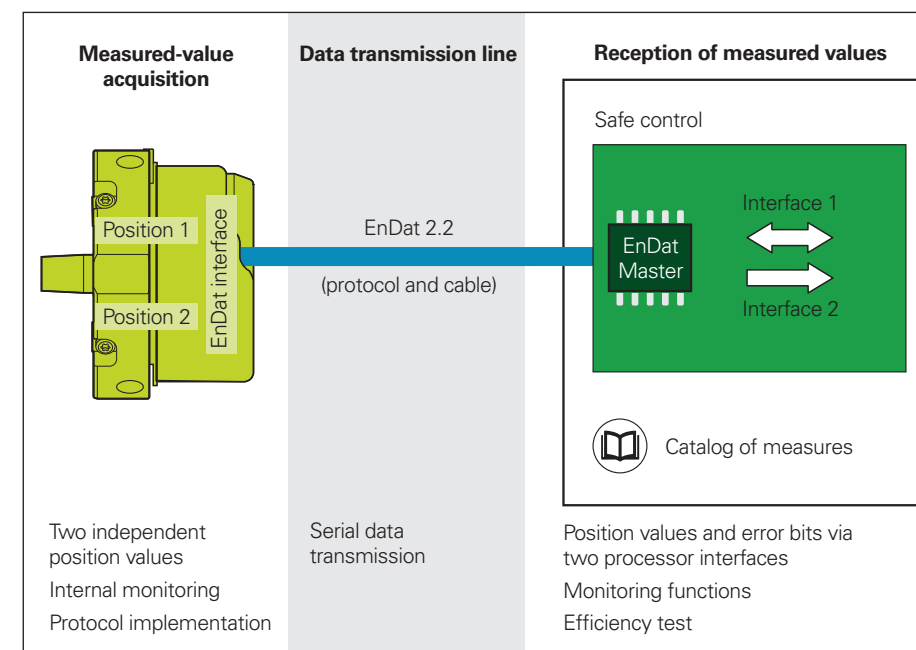 Measured-value
acquisition
Data transmission line
Reception of measured values
Position 1
Position 2
EnDat interface
EnDat 2.2
(protocol and cable)
Safe control
EnDat
Master
Interface 1
Interface 2
Catalog of measures
Two independent
position values
Internal monitoring
Protocol implementation
Serial data
transmission
Position values and error bits via
two processor interfaces
Monitoring functions
Efficiency test